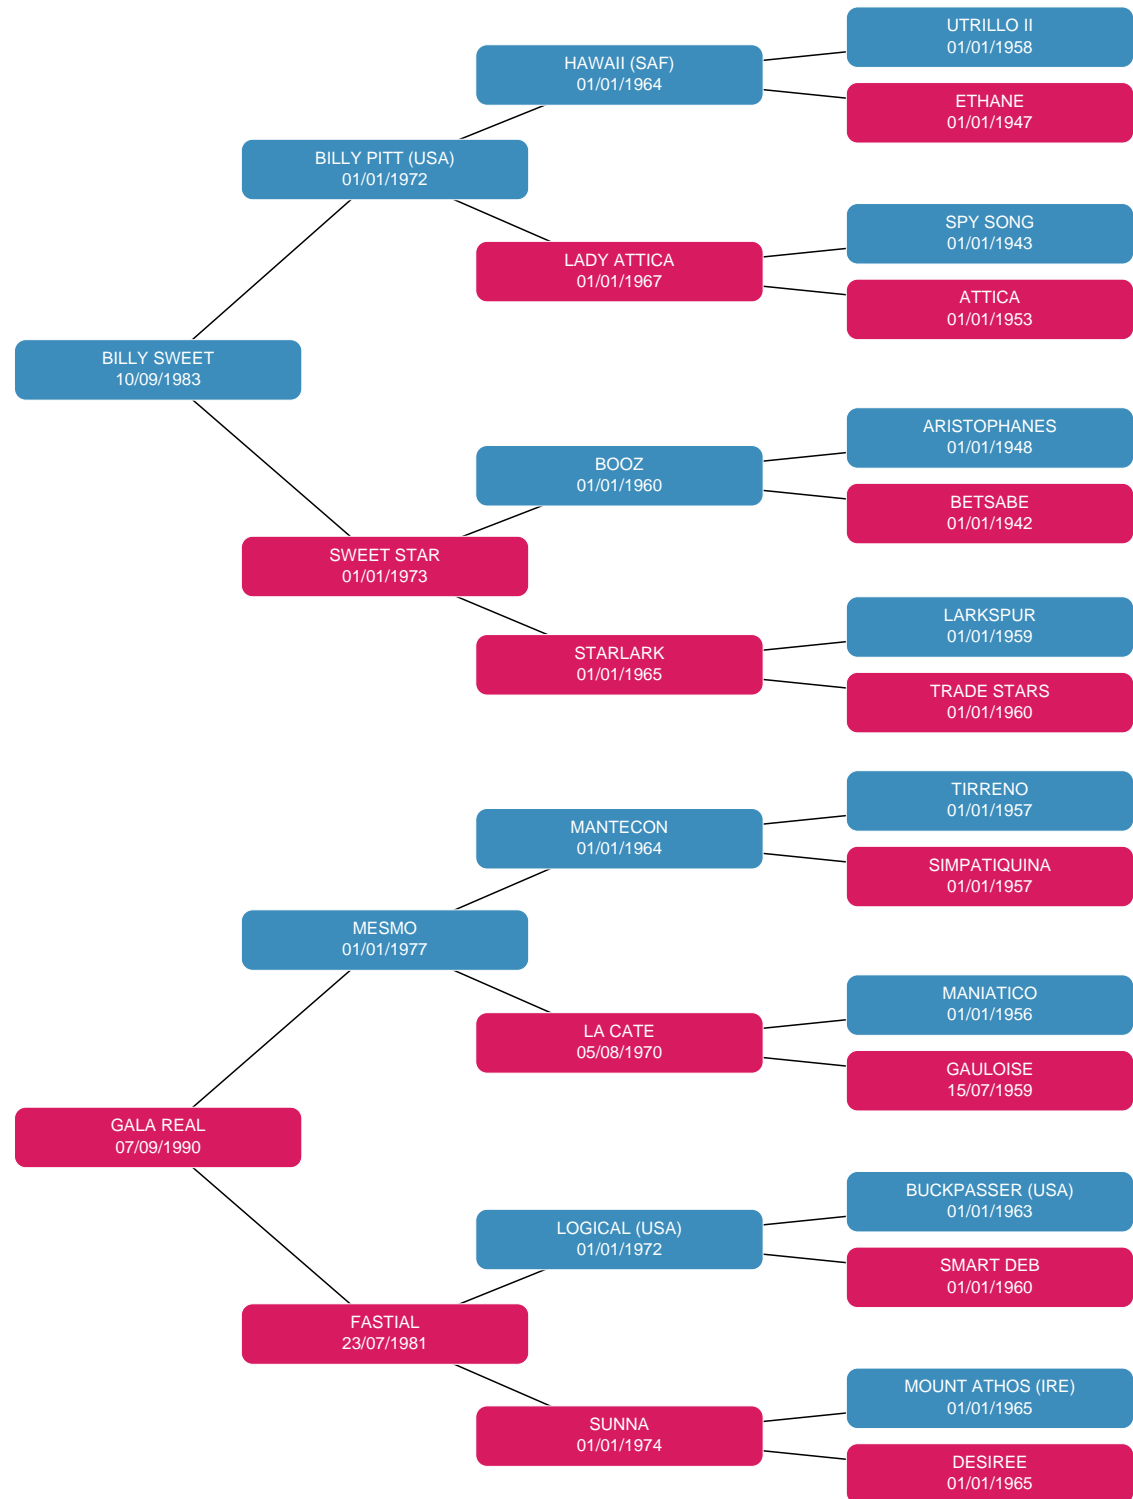 UTRILLO II
01/01/1958
HAWAII (SAF)
01/01/1964
ETHANE
01/01/1947
BILLY PITT (USA)
01/01/1972
SPY SONG
01/01/1943
LADY ATTICA
01/01/1967
ATTICA
01/01/1953
BILLY SWEET
10/09/1983
ARISTOPHANES
01/01/1948
BOOZ
01/01/1960
BETSABE
01/01/1942
SWEET STAR
01/01/1973
LARKSPUR
01/01/1959
STARLARK
01/01/1965
TRADE STARS
01/01/1960
TIRRENO
01/01/1957
MANTECON
01/01/1964
SIMPATIQUINA
01/01/1957
MESMO
01/01/1977
MANIATICO
01/01/1956
LA CATE
05/08/1970
GAULOISE
15/07/1959
GALA REAL
07/09/1990
BUCKPASSER (USA)
01/01/1963
LOGICAL (USA)
01/01/1972
SMART DEB
01/01/1960
FASTIAL
23/07/1981
MOUNT ATHOS (IRE)
01/01/1965
SUNNA
01/01/1974
DESIREE
01/01/1965